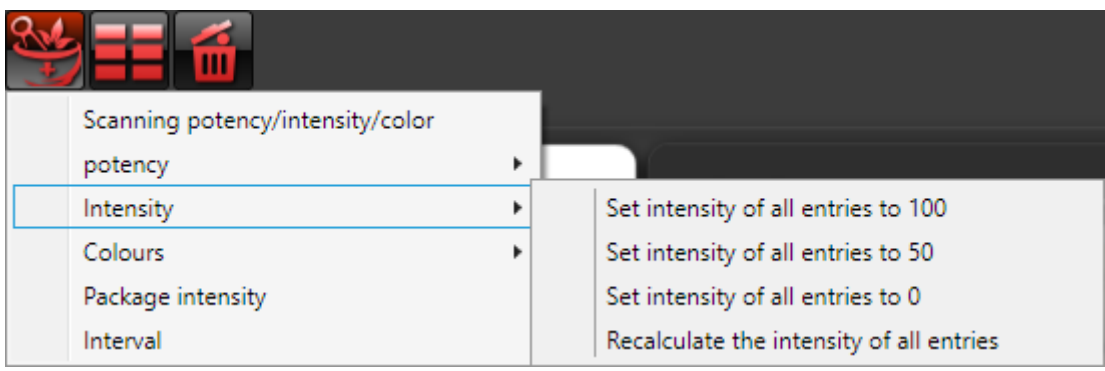 Scanning potency/intensity/color
potency
Intensity
Colours
Package intensity
Interval
Set intensity of all entries to 100
Set intensity of all entries to 50
Set intensity of all entries to 0
Recalculate the intensity of all entries